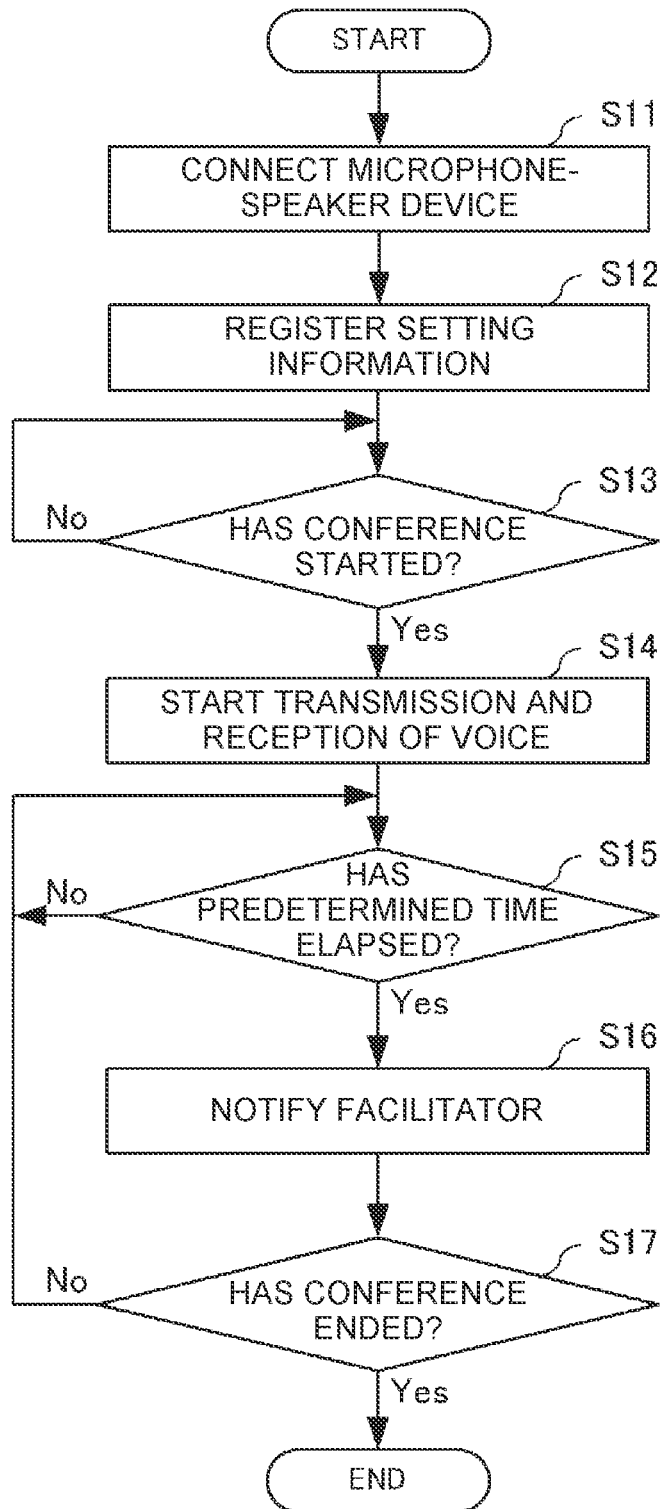 START
S11
CONNECT MICROPHONE-
SPEAKER DEVICE
S12
REGISTER SETTING
INFORMATION
S13
No
HAS CONFERENCE
STARTED?
Yes
S14
START TRANSMISSION AND
RECEPTION OF VOICE
S15
No
HAS
PREDETERMINED TIME
ELAPSED?
Yes
S16
NOTIFY FACILITATOR
S17
No
HAS CONFERENCE
ENDED?
Yes
END